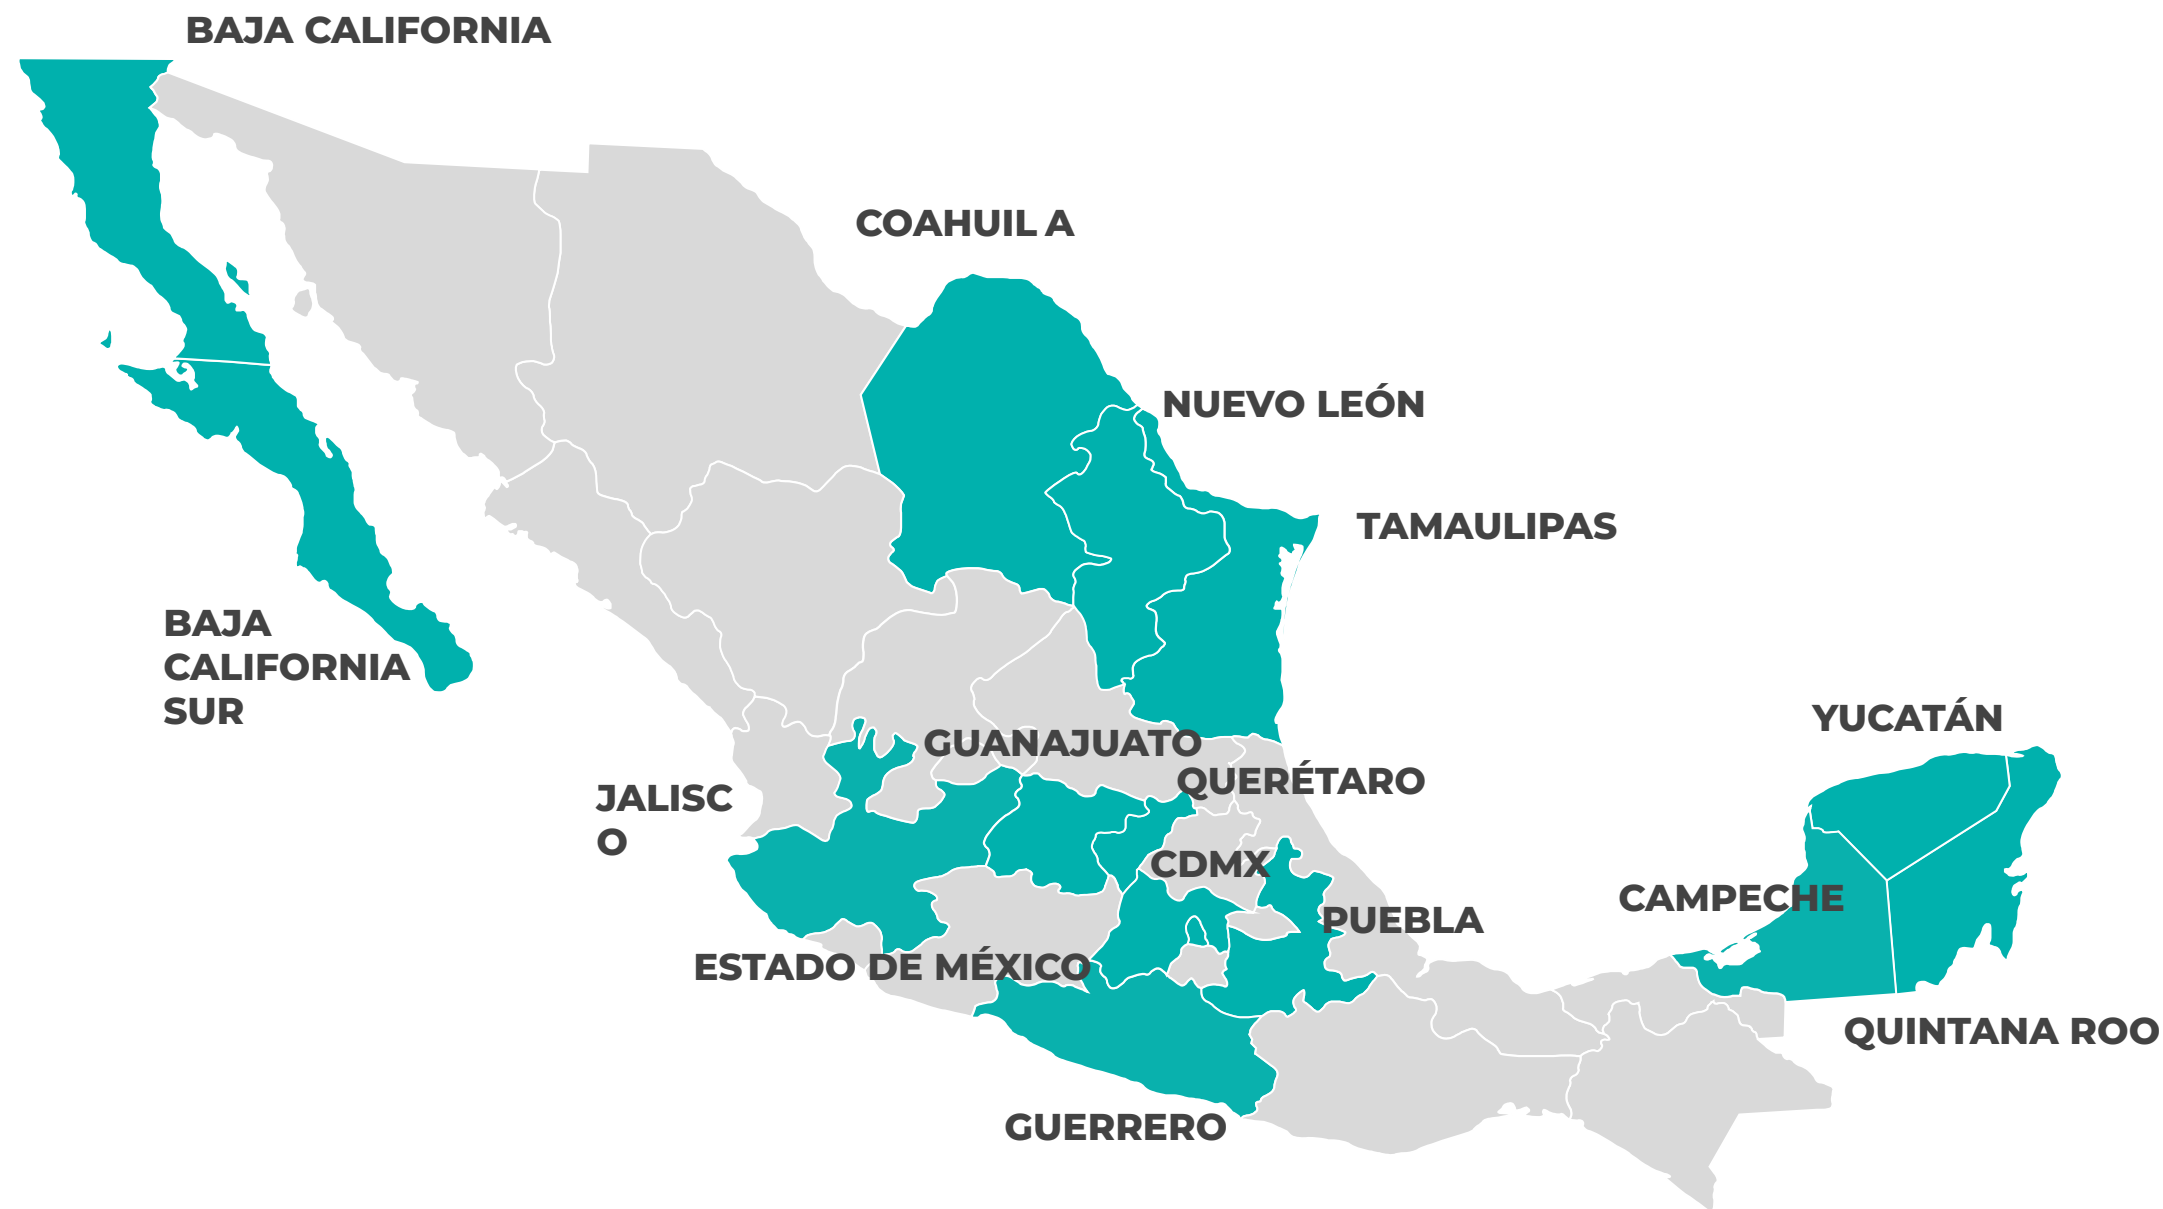 BAJA CALIFORNIA
COAHUIL A
NUEVO LEÓN
TAMAULIPAS
BAJA
CALIFORNIA
SUR
YUCATÁN
GUANAJUATO
QUERÉTARO
JALISC
O
CDMX
CAMPECHE
PUEBLA
ESTADO DE MÉXICO
QUINTANA ROO
GUERRERO